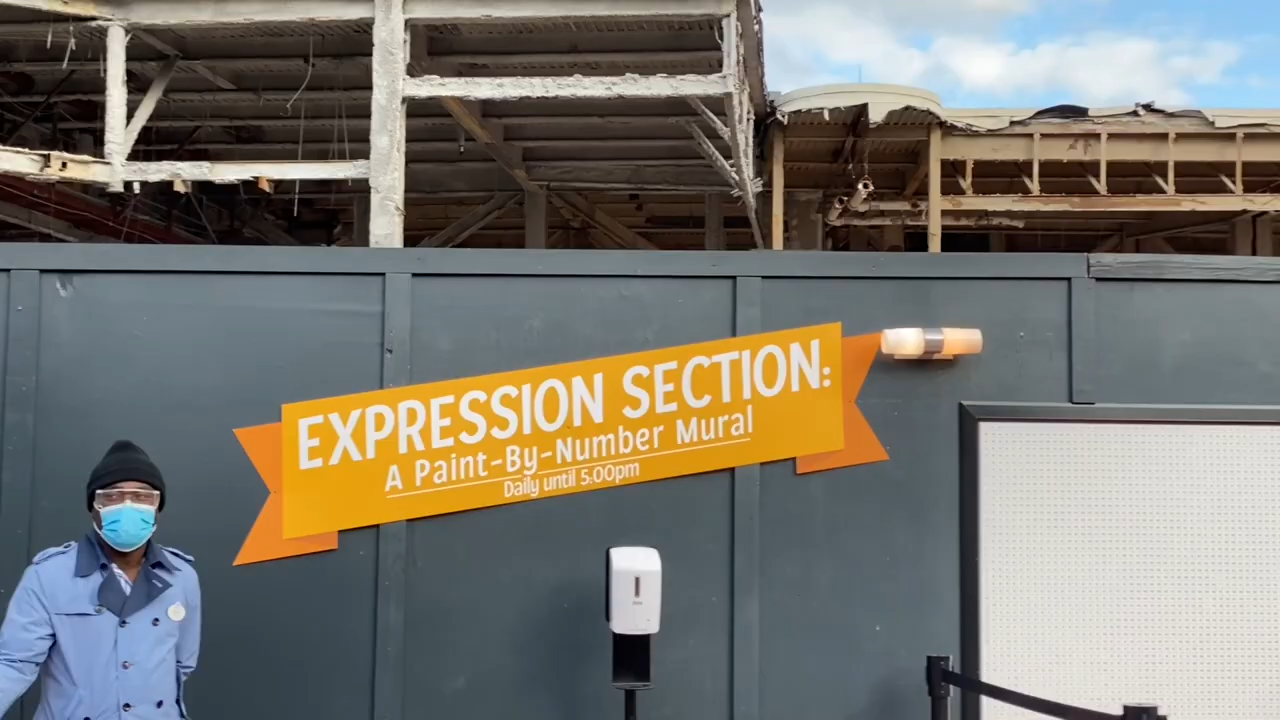 EXPRESSION SECTION:
A Paint-By-Number Mural
Daily until 5:00pm